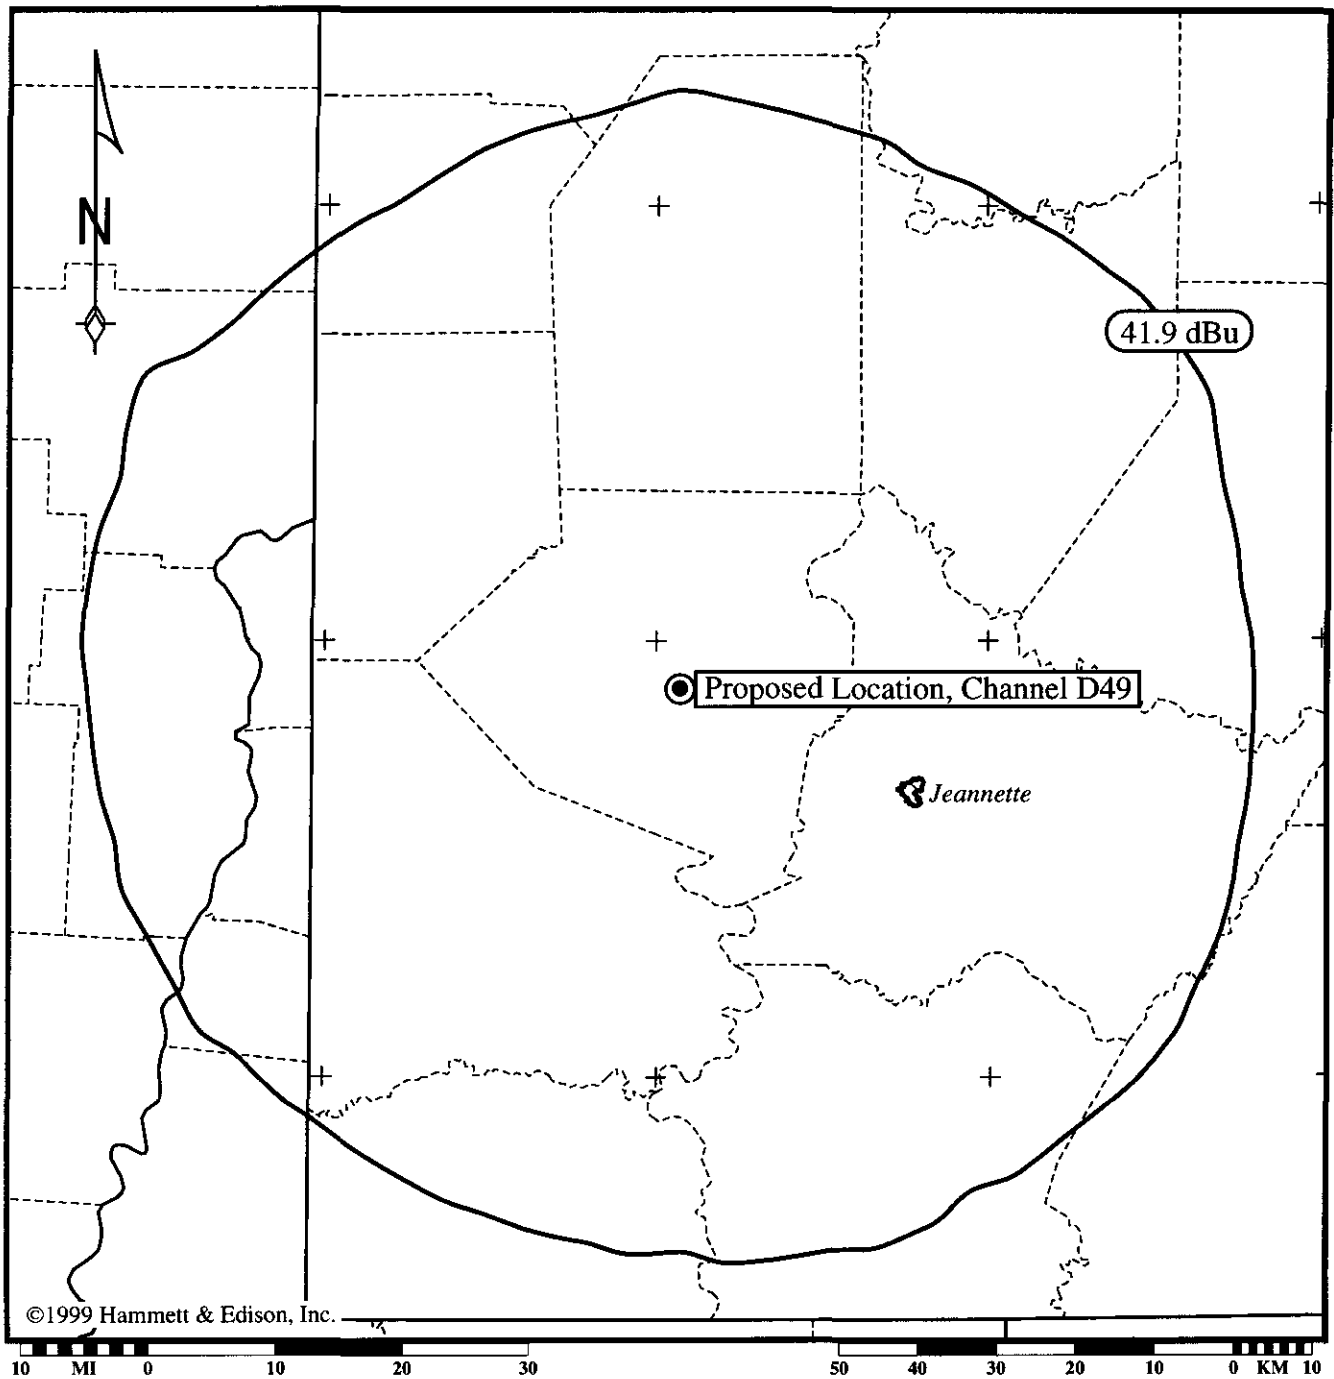 N
41.9 dBu
Proposed Location, Channel D49
Jeannette
©1999 Hammett & Edison, Inc.
10 MI 0 10 20 30 50 40 30 20 10 0 KM 10